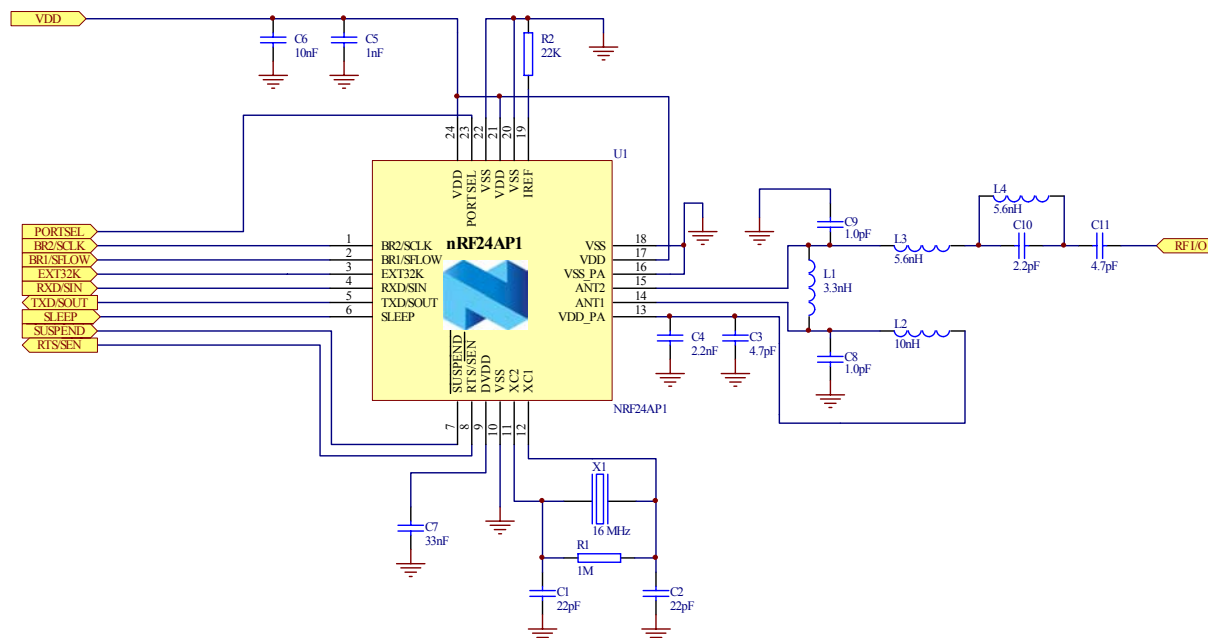 VDD
C6
10nF
C5
1nF
R2
22K
24
23
22
21
20
19
U1
VDD
PORTSEL
VSS
VDD
VSS
IREF
nRF24AP1
PORTSEL
BR2/SCLK
BR1/SFLOW
EXT32K
RXD/SIN
TXD/SOUT
SLEEP
SUSPEND
RTS/SEN
1
2
3
4
5
6
BR2/SCLK
BR1/SFLOW
EXT32K
RXD/SIN
TXD/SOUT
SLEEP
VSS
VDD
VSS_PA
ANT2
ANT1
VDD_PA
18
17
16
15
14
13
SUSPEND
RTS/SEN
DVDD
VSS
XC2
XC1
7
8
9
10
11
12
NRF24AP1
C9
1.0pF
L1
3.3nH
L3
5.6nH
L4
5.6nH
C10
2.2pF
C11
4.7pF
RF I/O
L2
10nH
C8
1.0pF
C4
2.2nF
C3
4.7pF
C7
33nF
X1
16 MHz
R1
1M
C1
22pF
C2
22pF